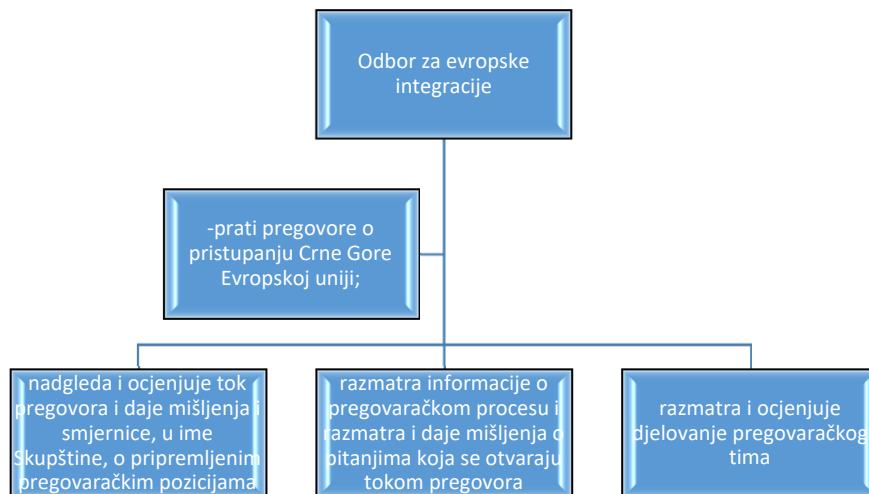 Odbor za evropske
integracije
-prati pregovore o
pristupanju Crne Gore
Evropskoj uniji;
nadgleda i ocjenjuje tok
pregovora i daje mišljenja i
smjernice, u ime
Skupštine, o pripremljenim
pregovaračkim pozicijama
razmatra informacije o
pregovaračkom procesu i
razmatra i daje mišljenja o
pitanjima koja se otvaraju
tokom pregovora
razmatra i ocjenjuje
djelovanje pregovaračkog
tima